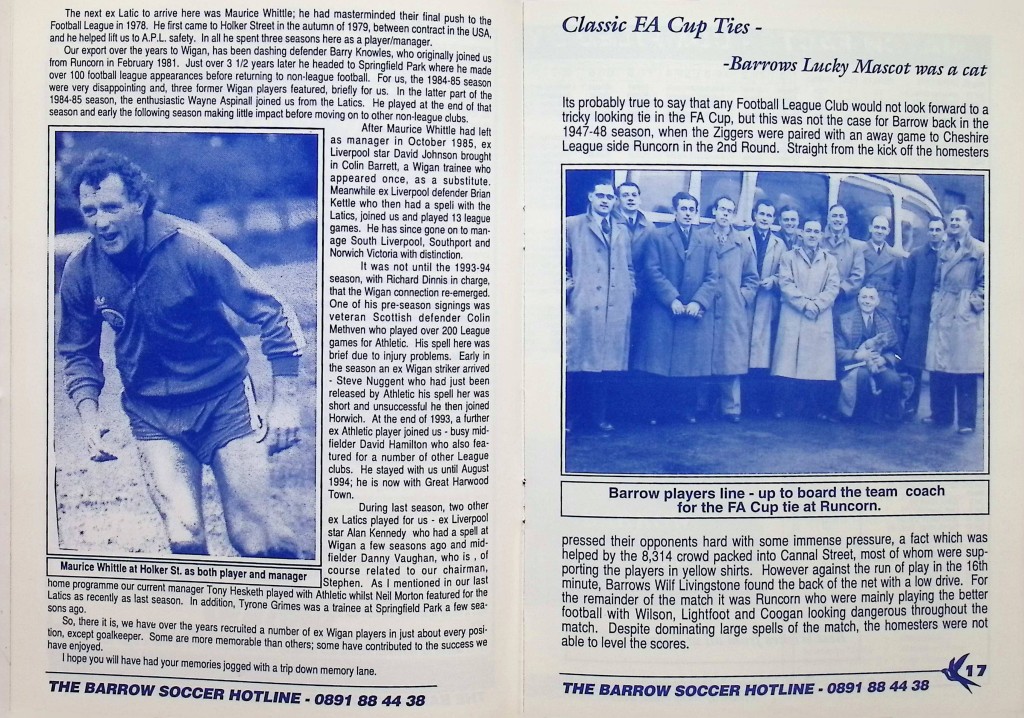 The next ex Latic to arrive here was Maurice Whittle; he had masterminded their final push to the
Football League in 1978. He first came to Holker Street in the autumn of 1979, between contract in the USA,
and he helped lift us to A.P.L. safety. In all he spent three seasons here as a player/manager.
Our export over the years to Wigan, has been dashing defender Barry Knowles, who originally joined us
from Runcorn in February 1981. Just over 3 1/2 years later he headed to Springfield Park where he made
over 100 football league appearances before returning to non-league football. For us, the 1984-85 season
were very disappointing and, three former Wigan players featured, briefly for us. In the latter part of the
1984-85 season, the enthusiastic Wayne Aspinall joined us from the Latics. He played at the end of that
season and early the following season making little impact before moving on to other non-league clubs.
After Maurice Whittle had left
as manager in October 1985, ex
Liverpool star David Johnson brought
in Colin Barrett, a Wigan trainee who
appeared once, as a substitute.
Meanwhile ex Liverpool defender Brian
Kettle who then had a spell with the
Latics, joined us and played 13 league
games. He has since gone on to man-
age South Liverpool, Southport and
Norwich Victoria with distinction.
It was not until the 1993-94
season, with Richard Dinnis in charge,
that the Wigan connection re-emerged.
One of his pre-season signings was
veteran Scottish defender Colin
Methven who played over 200 League
games for Athletic. His spell here was
brief due to injury problems. Early in
the season an ex Wigan striker arrived
- Steve Nuggent who had just been
released by Athletic his spell her was
short and unsuccessful he then joined
Horwich. At the end of 1993, a further
ex Athletic player joined us - busy mid-
fielder David Hamilton who also fea-
tured for a number of other League
clubs. He stayed with us until August
1994; he is now with Great Harwood
Town.
During last season, two other
ex Latics played for us - ex Liverpool
star Alan Kennedy who had a spell at
Wigan a few seasons ago and mid-
fielder Danny Vaughan, who is , of
course related to our chairman,
Stephen. As I mentioned in our last
Maurice Whittle at Holker St. as both player and manager
home programme our current manager Tony Hesketh played with Athletic whilst Neil Morton featured for the
Latics as recently as last season. In addition, Tyrone Grimes was a trainee at Springfield Park a few sea-
sons ago.
So, there it is, we have over the years recruited a number of ex Wigan players in just about every posi-
tion, except goalkeeper. Some are more memorable than others; some have contributed to the success we
have enjoyed.
I hope you will have had your memories jogged with a trip down memory lane.
THE BARROW SOCCER HOTLINE - 0891 88 44 38
Classic FA Cup Ties -
-Barrows Lucky Mascot was a cat
Its probably true to say that any Football League Club would not look forward to a
tricky looking tie in the FA Cup, but this was not the case for Barrow back in the
1947-48 season, when the Ziggers were paired with an away game to Cheshire
League side Runcorn in the 2nd Round. Straight from the kick off the homesters
Barrow players line - up to board the team coach
for the FA Cup tie at Runcorn.
pressed their opponents hard with some immense pressure, a fact which was
helped by the 8,314 crowd packed into Cannal Street, most of whom were sup-
porting the players in yellow shirts. However against the run of play in the 16th
minute, Barrows Wilf Livingstone found the back of the net with a low drive. For
the remainder of the match it was Runcorn who were mainly playing the better
football with Wilson, Lightfoot and Coogan looking dangerous throughout the
match. Despite dominating large spells of the match, the homesters were not
able to level the scores.
THE BARROW SOCCER HOTLINE - 0891 88 44 38
17